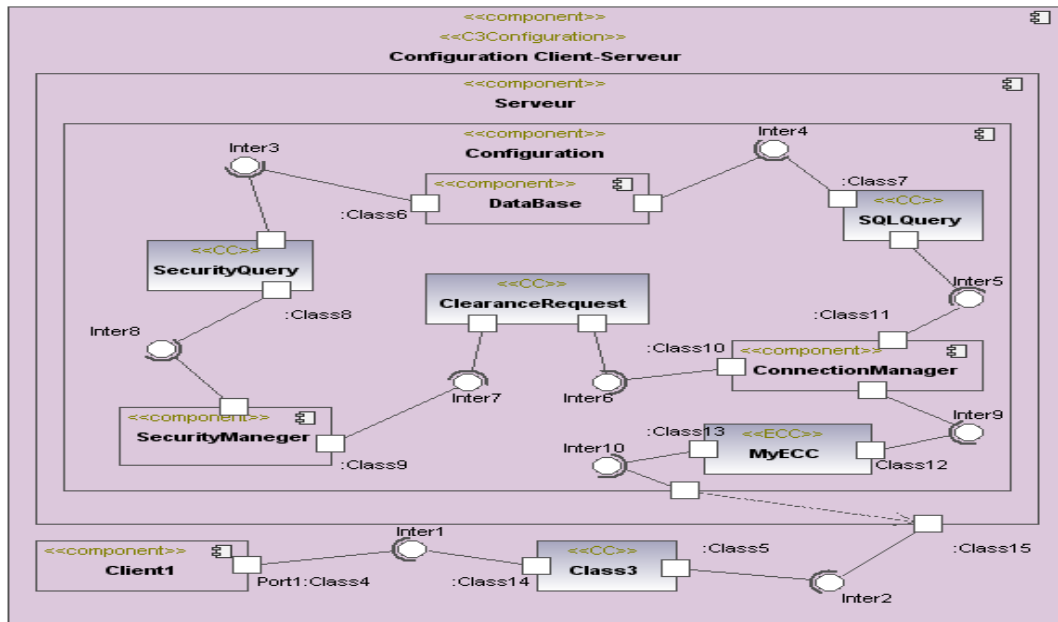 <<component>>
<<C3Configuration>>
Configuration Client-Serveur
<<component>>
Serveur
<<component>>
Configuration
Inter3
Inter4
<<component>>
DataBase
:Class6
:Class7
<<CC>>
SQLQuery
<<CC>>
SecurityQuery
:Class8
<<CC>>
ClearanceRequest
Inter5
:Class11
Inter8
:Class10
<<component>>
ConnectionManager
Inter7
Inter6
<<component>>
SecurityManeger
:Class9
Inter9
:Class13
Inter10
<<ECC>>
MyECC
Class12
<<component>>
Client1
Port1:Class4
Inter1
:Class14
<<CC>>
Class3
:Class5
:Class15
Inter2